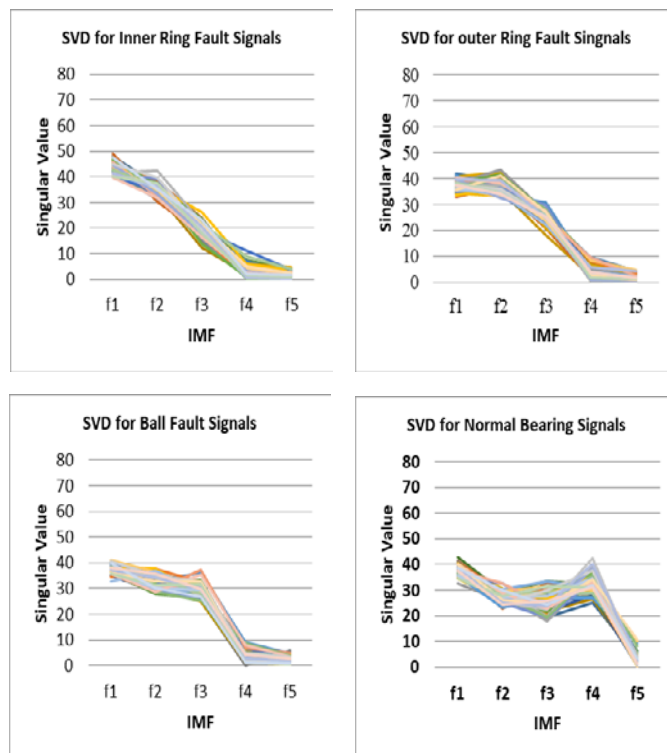 SVD for Inner Ring Fault Signals
80
70
60
50
40
30
20
10
0
Singular Value
f1 f2 f3 f4 f5
IMF
SVD for outer Ring Fault Singnals
80
70
60
50
40
30
20
10
0
Singular Value
f1 f2 f3 f4 f5
IMF
SVD for Ball Fault Signals
80
70
60
50
40
30
20
10
0
Singular Value
f1 f2 f3 f4 f5
IMF
SVD for Normal Bearing Signals
80
70
60
50
40
30
20
10
0
Singular Value
f1 f2 f3 f4 f5
IMF